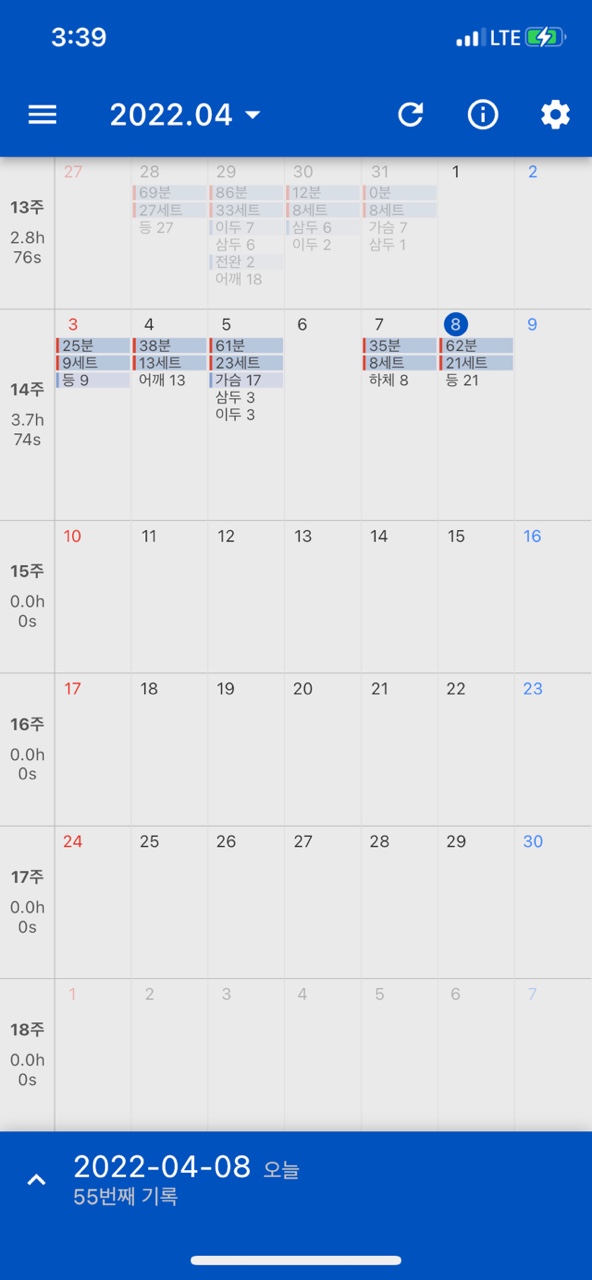 3:39 LTE
2022.04
27 28 29 30 31 1 2
13주
2.8h
76s
69분 86분 12분 0분
27세트 33세트 8세트 8세트
등 27 이두 7 삼두 6 가슴 7
삼두 6 이두 2 삼두 1
전완 2
어깨 18
3 4 5 6 7 8 9
14주
3.7h
74s
25분 38분 61분 35분 62분
9세트 13세트 23세트 8세트 21세트
등 9 어깨 13 가슴 17 하체 8 등 21
삼두 3
이두 3
10 11 12 13 14 15 16
15주
0.0h
0s
17 18 19 20 21 22 23
16주
0.0h
0s
24 25 26 27 28 29 30
17주
0.0h
0s
1 2 3 4 5 6 7
18주
0.0h
0s
2022-04-08 오늘
55번째 기록